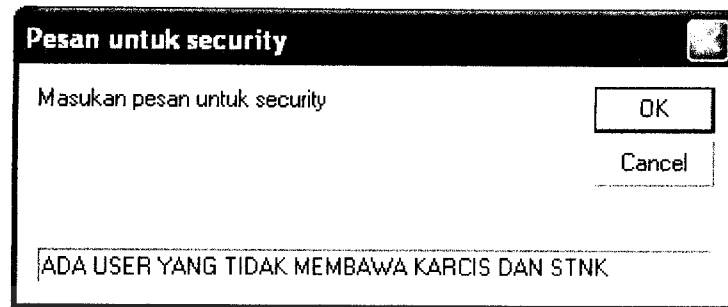 Pesan untuk security
Masukan pesan untuk security
OK
Cancel
ADA USER YANG TIDAK MEMBAWA KARCIS DAN STNK